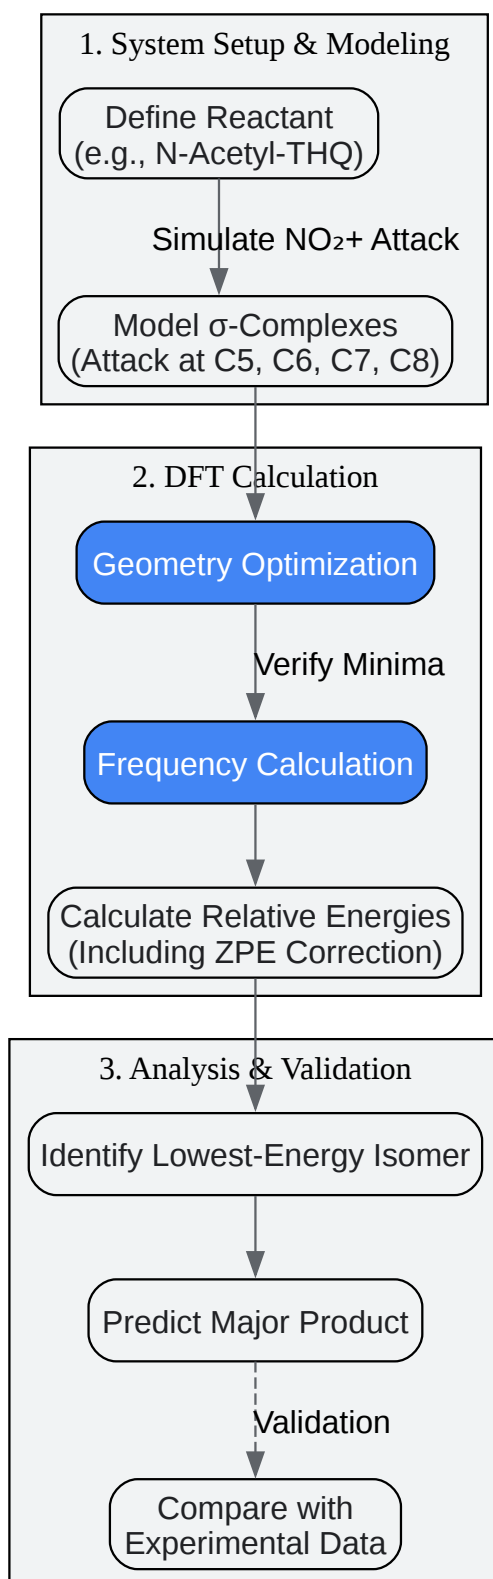 1. System Setup & Modeling
Define Reactant
(e.g., N-Acetyl-THQ)
Simulate NO₂+ Attack
Model σ-Complexes
(Attack at C5, C6, C7, C8)
2. DFT Calculation
Geometry Optimization
Verify Minima
Frequency Calculation
Calculate Relative Energies
(Including ZPE Correction)
3. Analysis & Validation
Identify Lowest-Energy Isomer
Predict Major Product
Validation
Compare with
Experimental Data